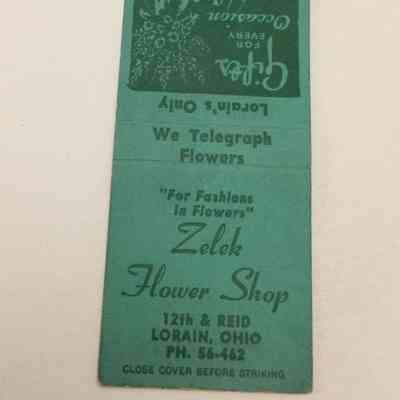 Gifts
FOR
EVERY
Occasion
Lorain's Only
We Telegraph
Flowers
"For Fashions
in Flowers"
Zelek
Flower Shop
12th & REID
LORAIN, OHIO
PH. 56-462
CLOSE COVER BEFORE STRIKING